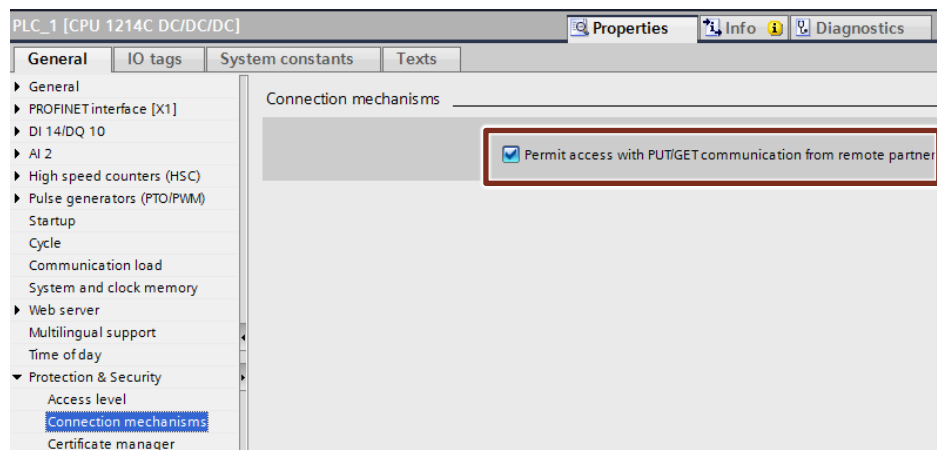 PLC_1 [CPU 1214C DC/DC/DC]
Properties
Info
Diagnostics
General
IO tags
System constants
Texts
General
PROFINET interface [X1]
DI 14/DQ 10
AI 2
High speed counters (HSC)
Pulse generators (PTO/PWM)
Startup
Cycle
Communication load
System and clock memory
Web server
Multilingual support
Time of day
Protection & Security
Access level
Connection mechanisms
Certificate manager
Connection mechanisms
Permit access with PUT/GET communication from remote partner